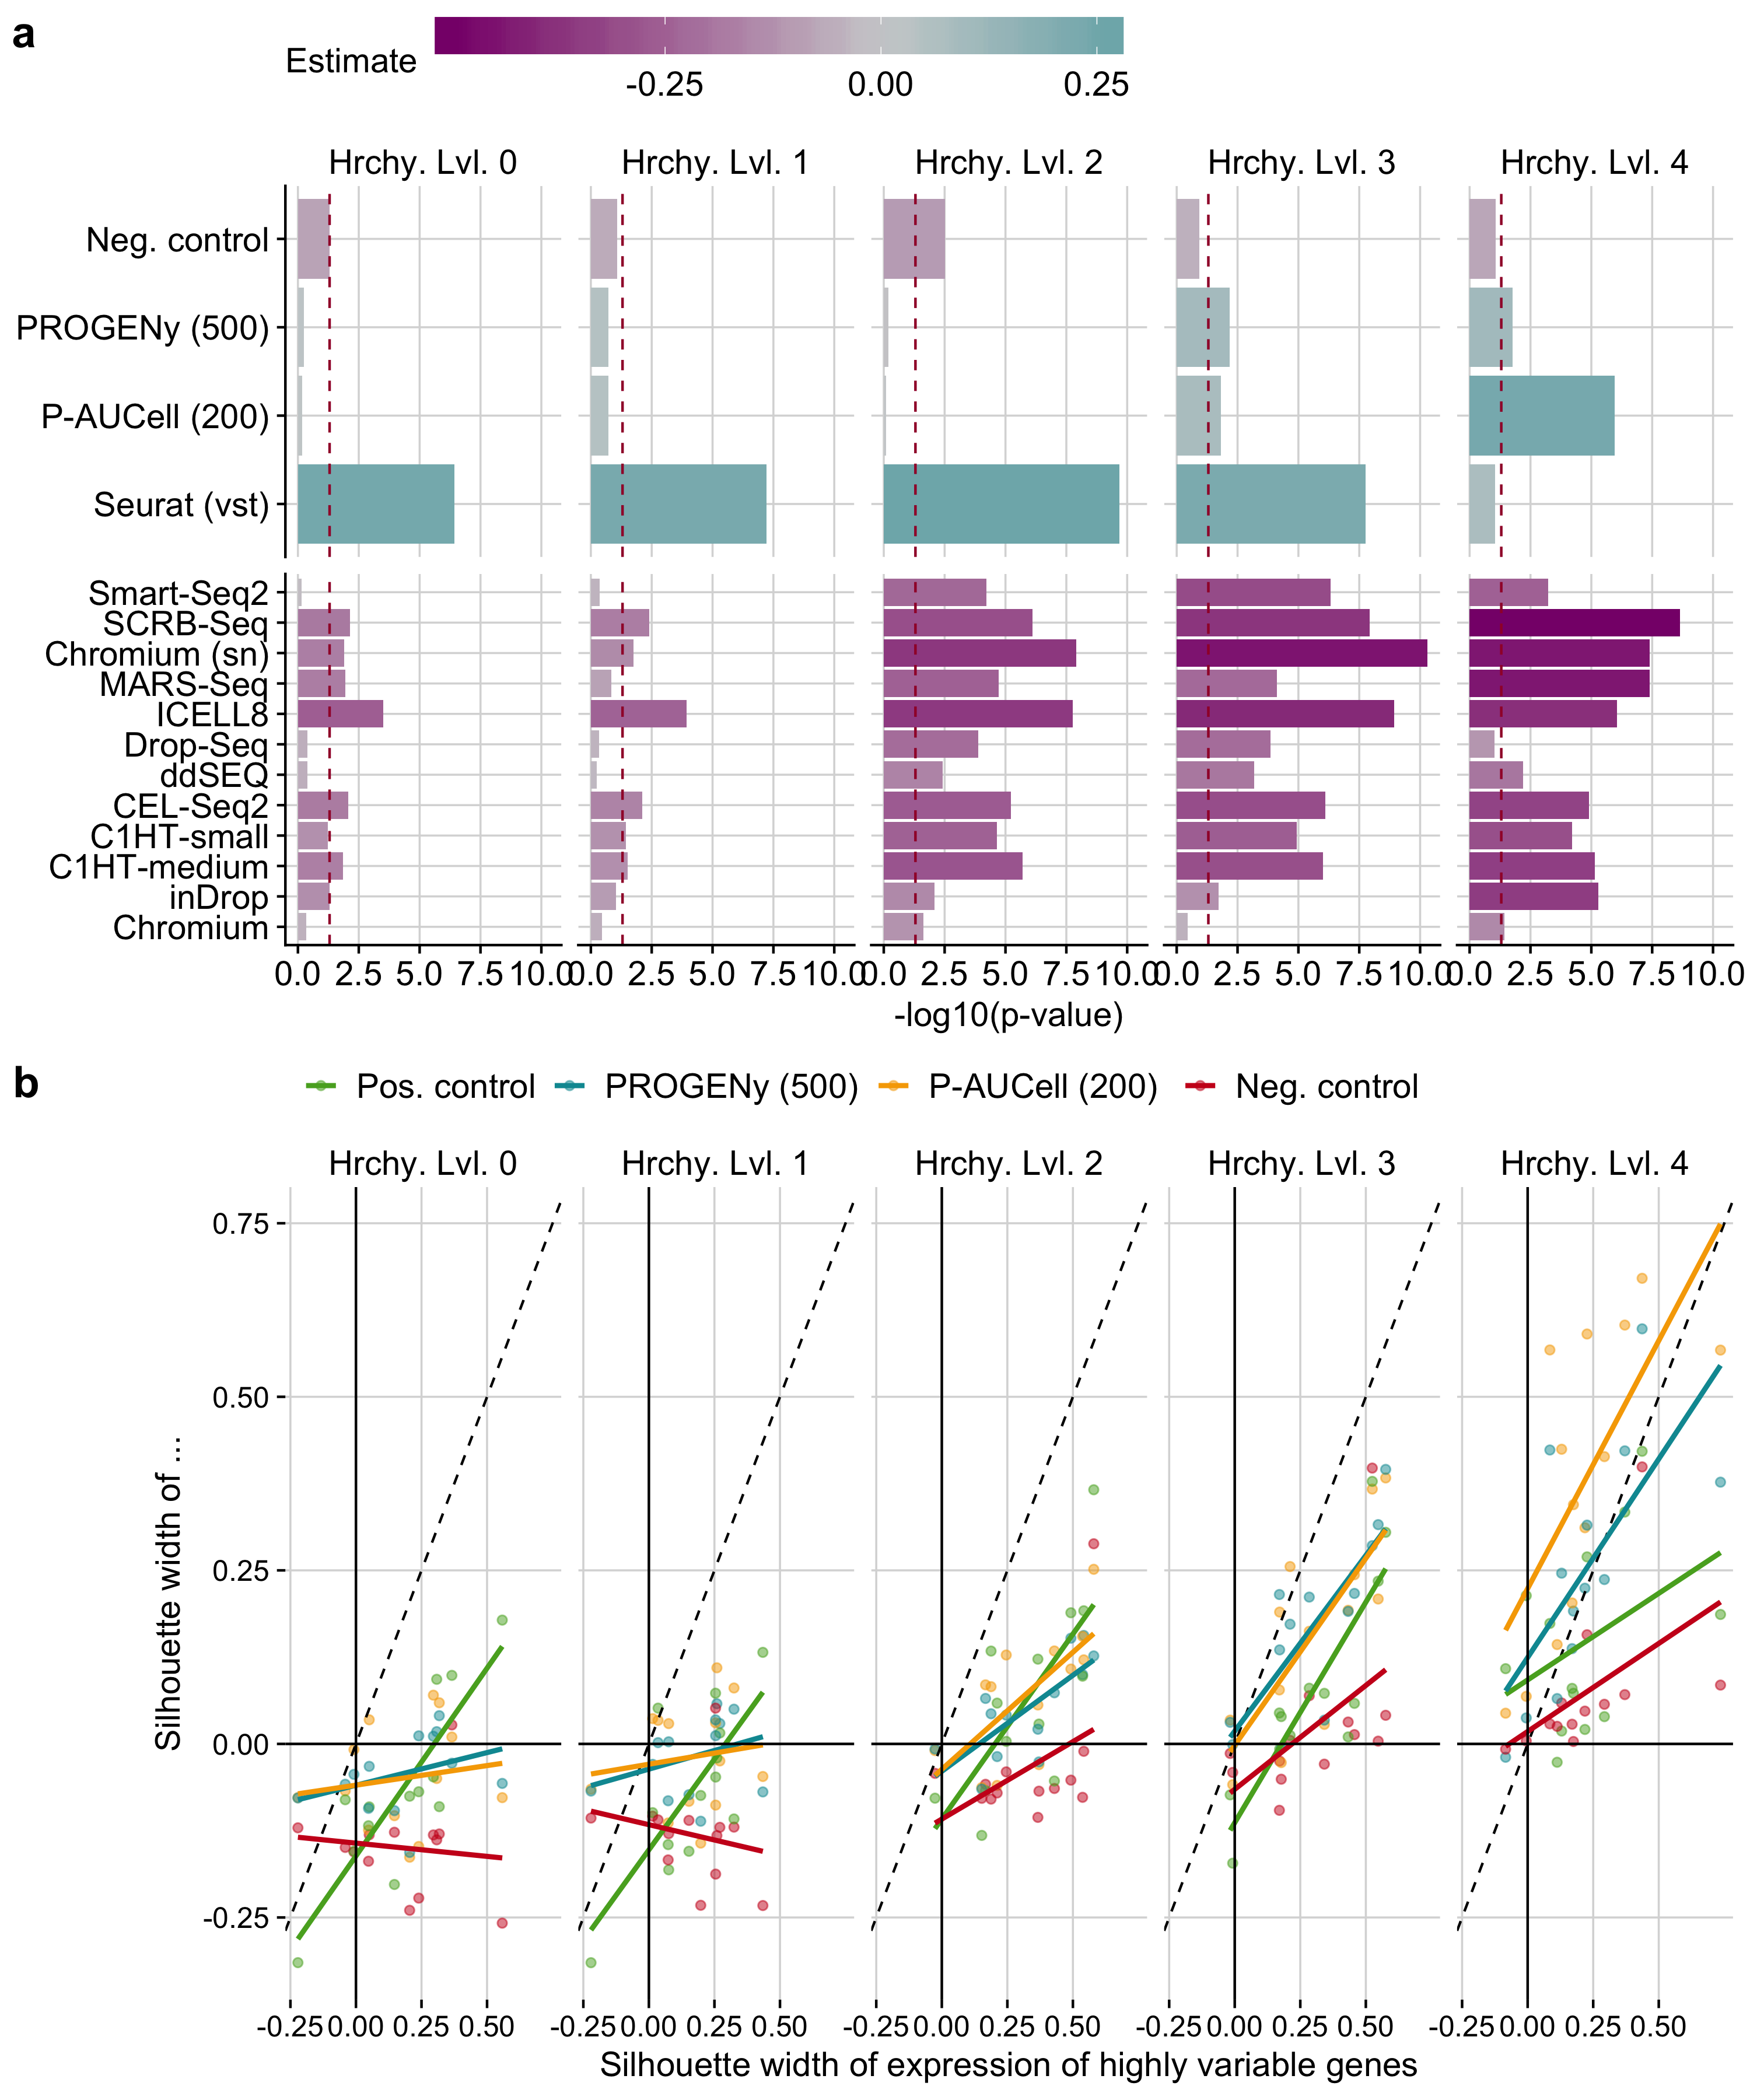 a
Estimate
-0.25 0.00 0.25
Hrchy. Lvl. 0 Hrchy. Lvl. 1 Hrchy. Lvl. 2 Hrchy. Lvl. 3 Hrchy. Lvl. 4
Neg. control
PROGENy (500)
P-AUCell (200)
Seurat (vst)
Smart-Seq2
SCRB-Seq
Chromium (sn)
MARS-Seq
ICELL8
Drop-Seq
ddSEQ
CEL-Seq2
C1HT-small
C1HT-medium
inDrop
Chromium
0.0 2.5 5.0 7.5 10.0 0.0 2.5 5.0 7.5 10.0 0.0 2.5 5.0 7.5 10.0 0.0 2.5 5.0 7.5 10.0 0.0 2.5 5.0 7.5 10.0
-log10(p-value)
b
Pos. control PROGENy (500) P-AUCell (200) Neg. control
Hrchy. Lvl. 0 Hrchy. Lvl. 1 Hrchy. Lvl. 2 Hrchy. Lvl. 3 Hrchy. Lvl. 4
Silhouette width of ...
0.75
0.50
0.25
0.00
-0.25
-0.25 0.00 0.25 0.50 -0.25 0.00 0.25 0.50 -0.25 0.00 0.25 0.50 -0.25 0.00 0.25 0.50 -0.25 0.00 0.25 0.50
Silhouette width of expression of highly variable genes